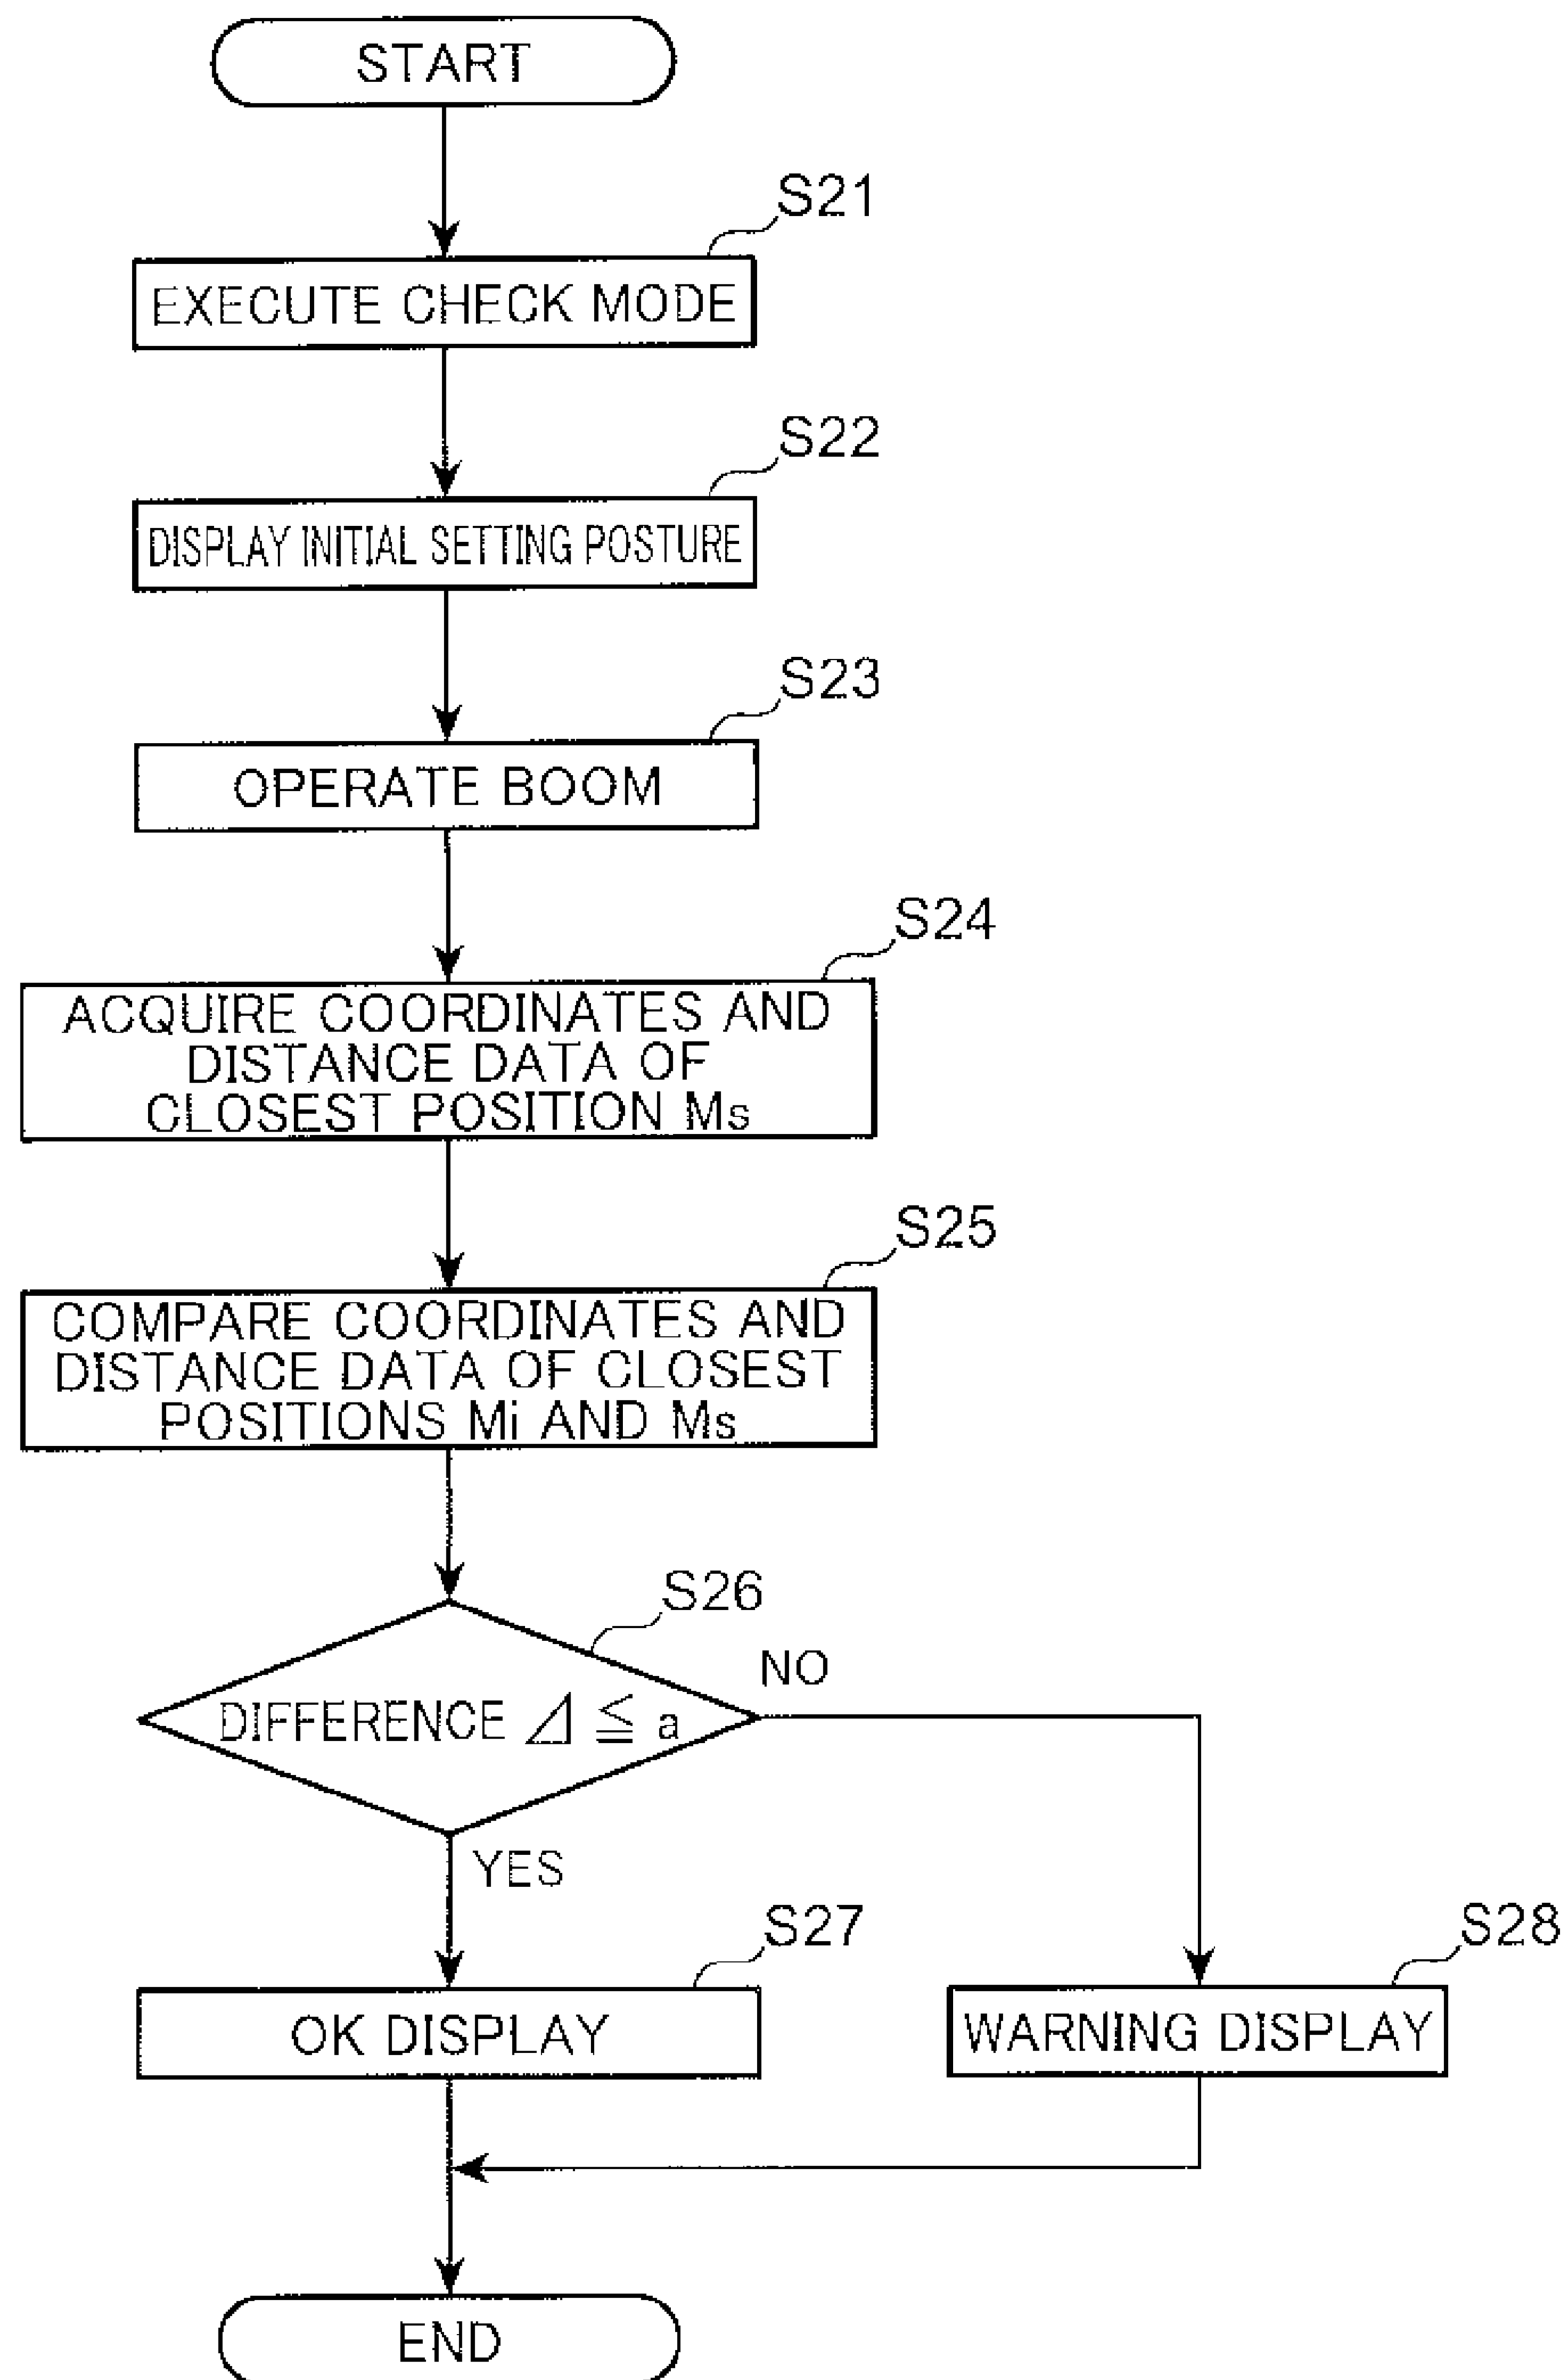 START
S21
EXECUTE CHECK MODE
S22
DISPLAY INITIAL SETTING POSTURE
S23
OPERATE BOOM
S24
ACQUIRE COORDINATES AND
DISTANCE DATA OF
CLOSEST POSITION Ms
S25
COMPARE COORDINATES AND
DISTANCE DATA OF CLOSEST
POSITIONS Mi AND Ms
S26
DIFFERENCE ⊿ ≦ a
NO
YES
S27
OK DISPLAY
S28
WARNING DISPLAY
END